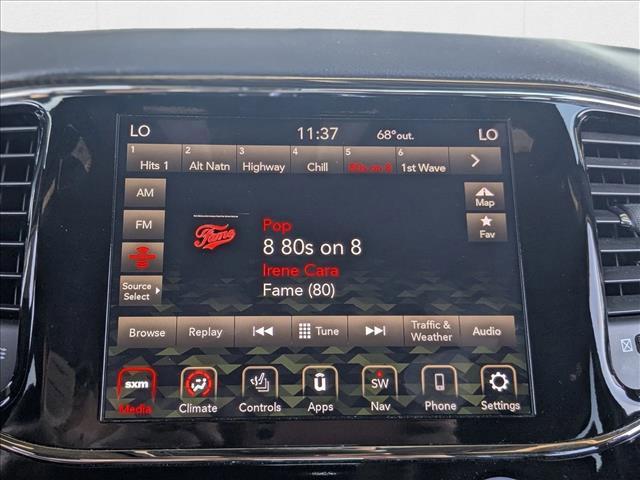 LO 11:37 68° out. LO
1 2 3 4 5 6
Hits 1 Alt Natn Highway Chill 80s on 8 1st Wave
AM
FM
Source
Select
Map
Fav
Fame
Pop
8 80s on 8
Irene Cara
Fame (80)
Browse Replay Tune Traffic &
Weather Audio
sxm SW
Media Climate Controls Apps Nav Phone Settings